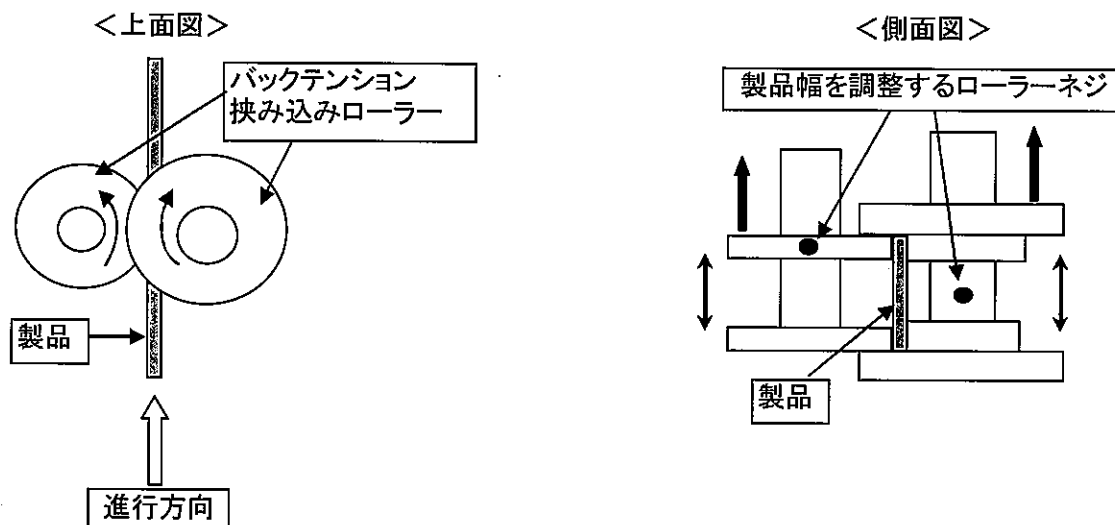 ＜上面図＞
バックテンション
挟み込みローラー
製品
進行方向
＜側面図＞
製品幅を調整するローラーネジ
製品